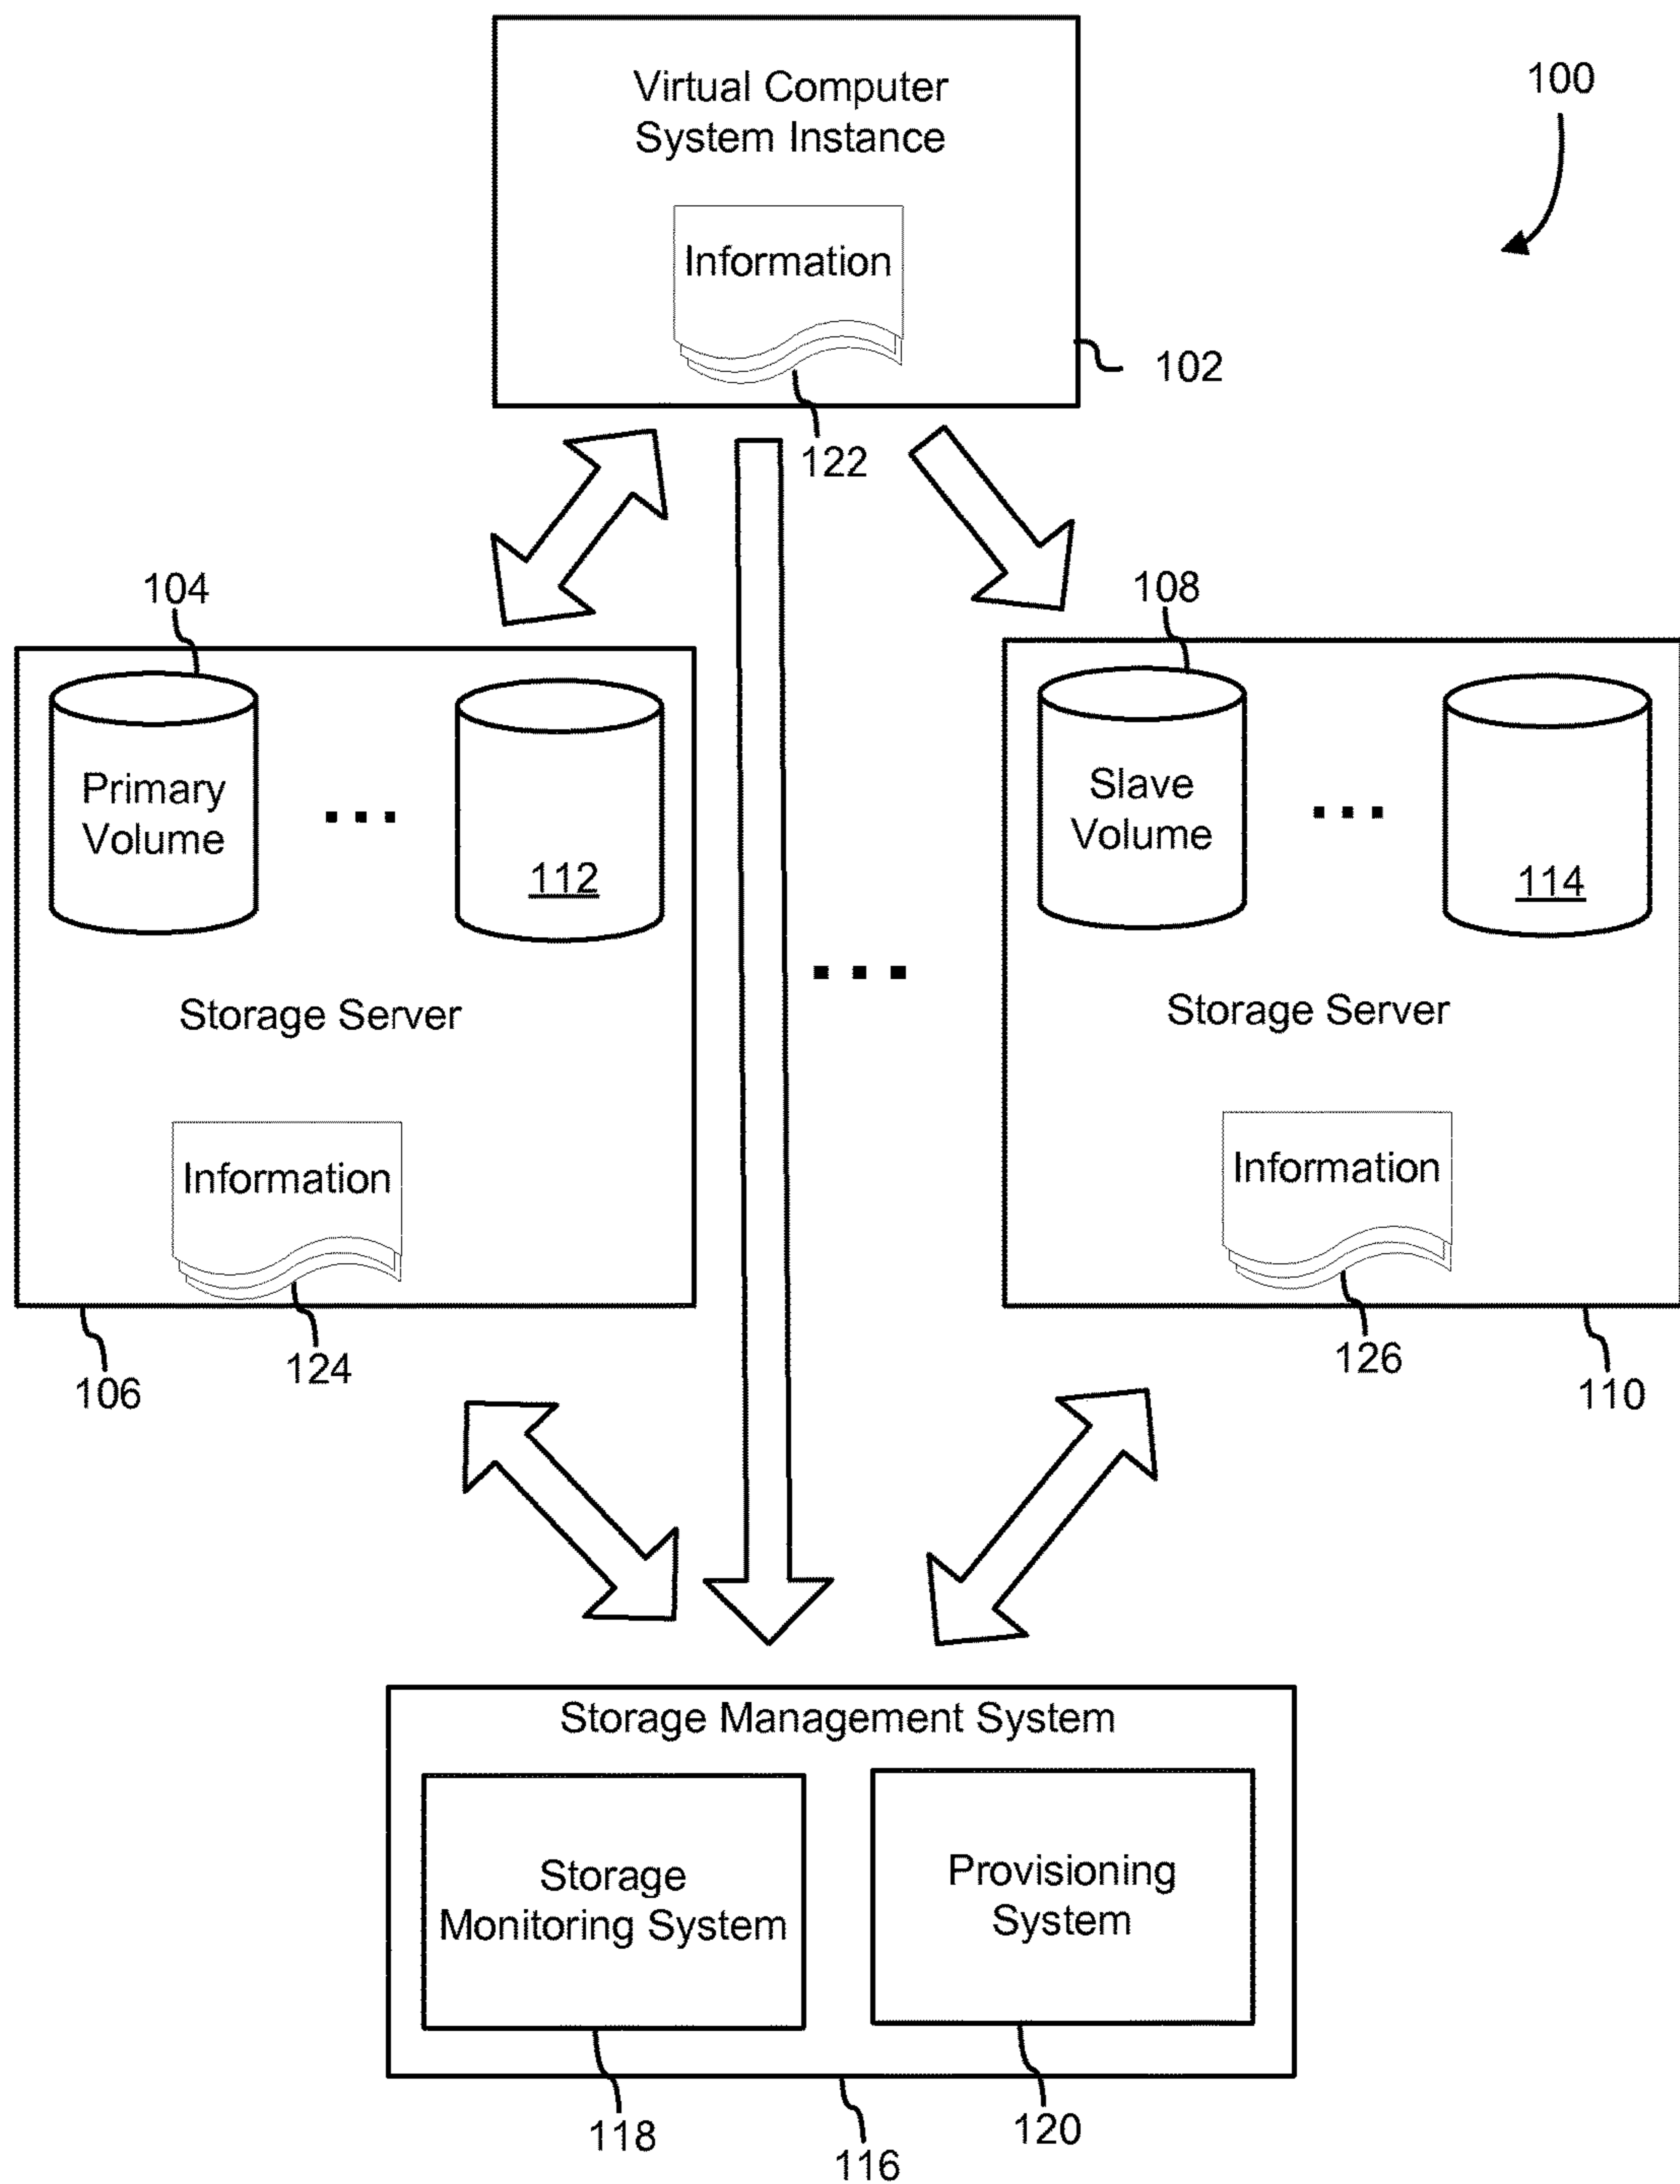 Virtual Computer
System Instance
100
Information
102
122
104
108
Primary
Volume
112
Slave
Volume
114
Storage Server
Storage Server
Information
Information
106
124
126
110
Storage Management System
Storage
Monitoring System
Provisioning
System
118
116
120